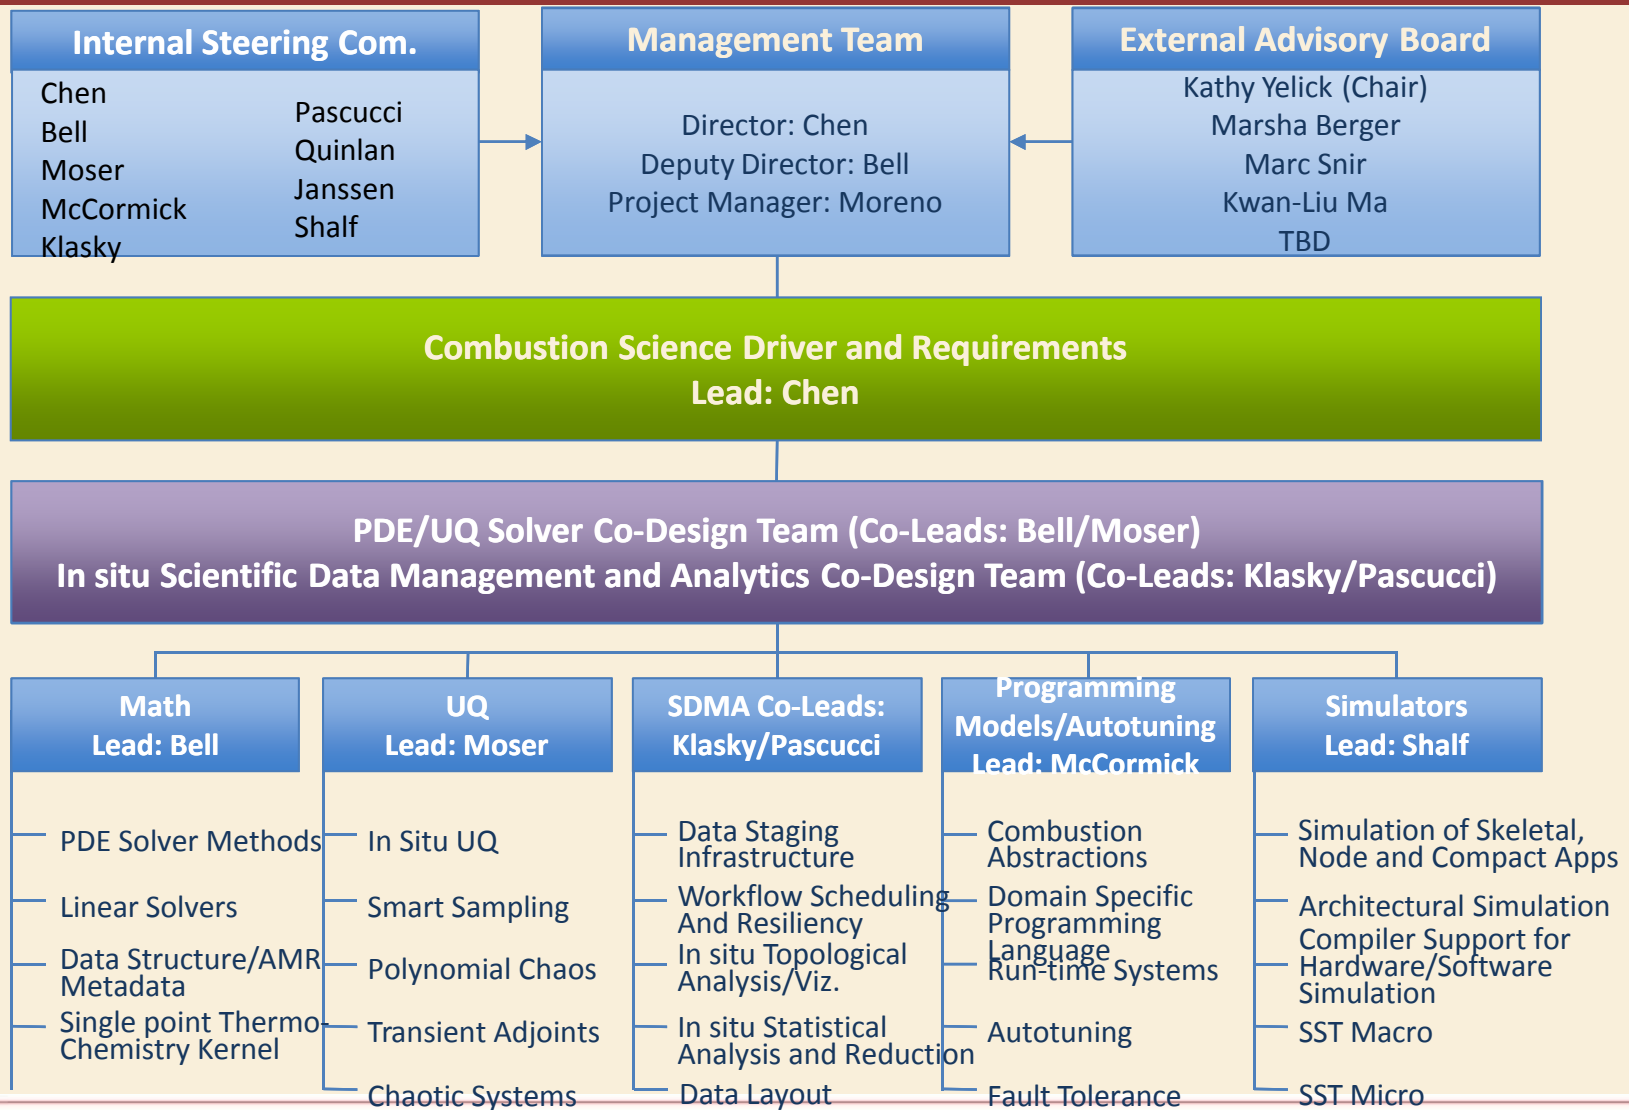 Internal Steering Com.
Chen
Bell
Moser
McCormick
Klasky
Pascucci
Quinlan
Janssen
Shalf
Management Team
Director: Chen
Deputy Director: Bell
Project Manager: Moreno
External Advisory Board
Kathy Yelick (Chair)
Marsha Berger
Marc Snir
Kwan-Liu Ma
TBD
Combustion Science Driver and Requirements
Lead: Chen
PDE/UQ Solver Co-Design Team (Co-Leads: Bell/Moser)
In situ Scientific Data Management and Analytics Co-Design Team (Co-Leads: Klasky/Pascucci)
Math
Lead: Bell
PDE Solver Methods
Linear Solvers
Data Structure/AMR
Metadata
Single point Thermo-
Chemistry Kernel
UQ
Lead: Moser
In Situ UQ
Smart Sampling
Polynomial Chaos
Transient Adjoints
Chaotic Systems
SDMA Co-Leads:
Klasky/Pascucci
Data Staging
Infrastructure
Workflow Scheduling
And Resiliency
In situ Topological
Analysis/Viz.
In situ Statistical
Analysis and Reduction
Data Layout
Programming
Models/Autotuning
Lead: McCormick
Combustion
Abstractions
Domain Specific
Programming
Language
Run-time Systems
Autotuning
Fault Tolerance
Simulators
Lead: Shalf
Simulation of Skeletal,
Node and Compact Apps
Architectural Simulation
Compiler Support for
Hardware/Software
Simulation
SST Macro
SST Micro